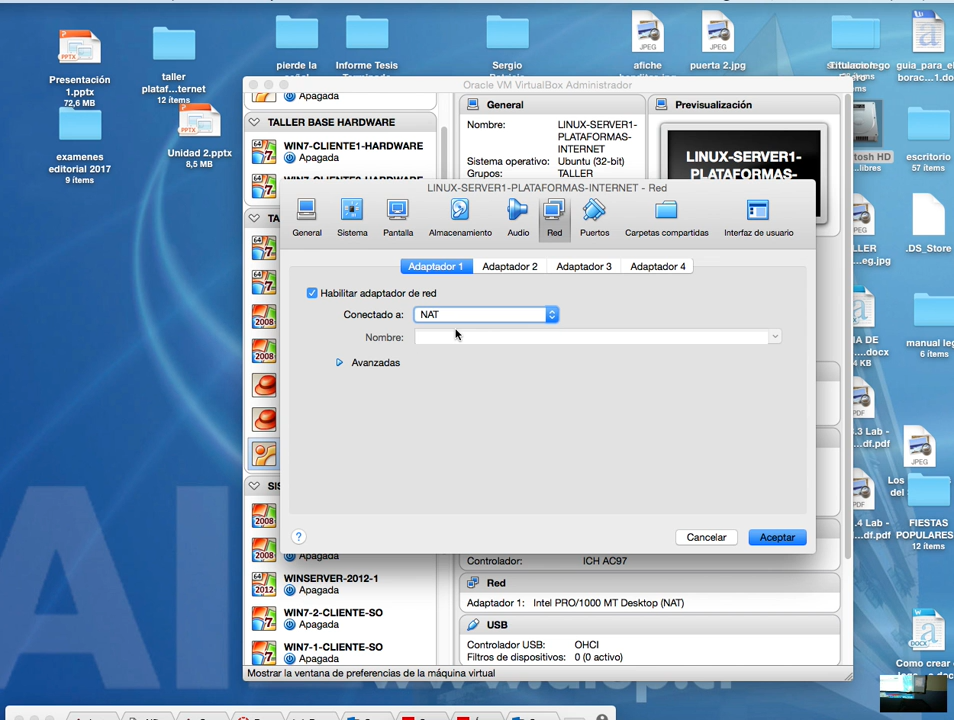 Presentación
1.pptx
72,6 MB
taller
plataf...ternet
12 ítems
pierde la
Informe Tesis
Sergio
JPEG
afiche
JPEG
puerta 2.jpg
guia_para_el
borac...1.do
PPTX
examenes
editorial 2017
9 ítems
PPTX
Unidad 2.pptx
8,5 MB
escritorio
57 ítems
.DS_Store
manual leg
6 ítems
JPEG
FIESTAS
POPULARES
12 ítems
DOCX
Como crear
Oracle VM VirtualBox Administrador
Apagada
TALLER BASE HARDWARE
WIN7-CLIENTE1-HARDWARE
Apagada
General
Nombre: LINUX-SERVER1-
PLATAFORMAS-
INTERNET
Sistema operativo: Ubuntu (32-bit)
Grupos: TALLER
Previsualización
LINUX-SERVER1-
PLATAFORMAS-
LINUX-SERVER1-PLATAFORMAS-INTERNET - Red
General
Sistema
Pantalla
Almacenamiento
Audio
Red
Puertos
Carpetas compartidas
Interfaz de usuario
Adaptador 1
Adaptador 2
Adaptador 3
Adaptador 4
Habilitar adaptador de red
Conectado a: NAT
Nombre:
Avanzadas
?
Cancelar
Aceptar
Apagada
WINSERVER-2012-1
Apagada
WIN7-2-CLIENTE-SO
Apagada
WIN7-1-CLIENTE-SO
Apagada
Controlador: ICH AC97
Red
Adaptador 1: Intel PRO/1000 MT Desktop (NAT)
USB
Controlador USB: OHCI
Filtros de dispositivos: 0 (0 activo)
Mostrar la ventana de preferencias de la máquina virtual